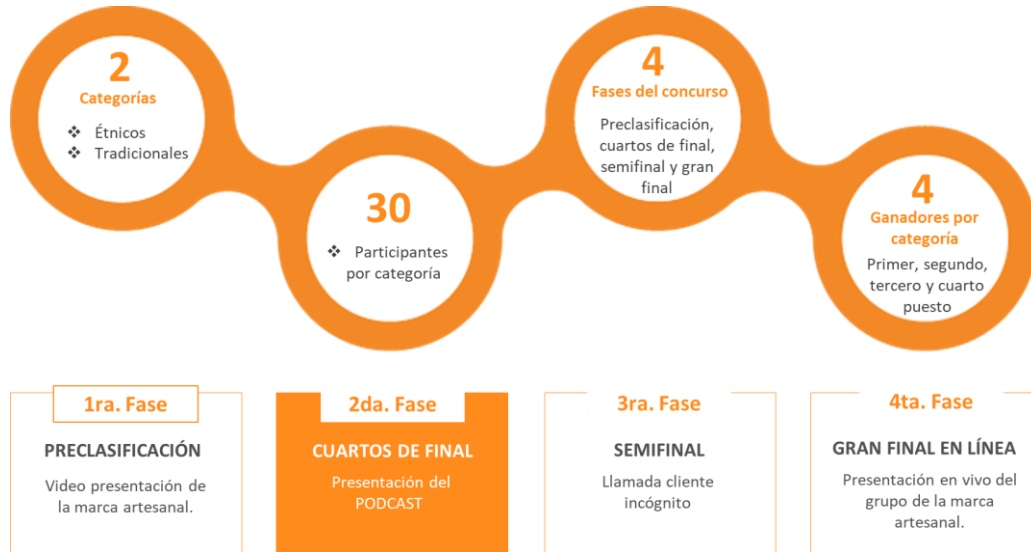 2
Categorías
❖ Étnicos
❖ Tradicionales
30
❖ Participantes
por categoría
4
Fases del concurso
Preclasificación,
cuartos de final,
semifinal y gran
final
4
Ganadores por
categoría
Primer, segundo,
tercero y cuarto
puesto
1ra. Fase
PRECLASIFICACIÓN
Video presentación de
la marca artesanal.
2da. Fase
CUARTOS DE FINAL
Presentación del
PODCAST
3ra. Fase
SEMIFINAL
Llamada cliente
incógnito
4ta. Fase
GRAN FINAL EN LÍNEA
Presentación en vivo del
grupo de la marca
artesanal.